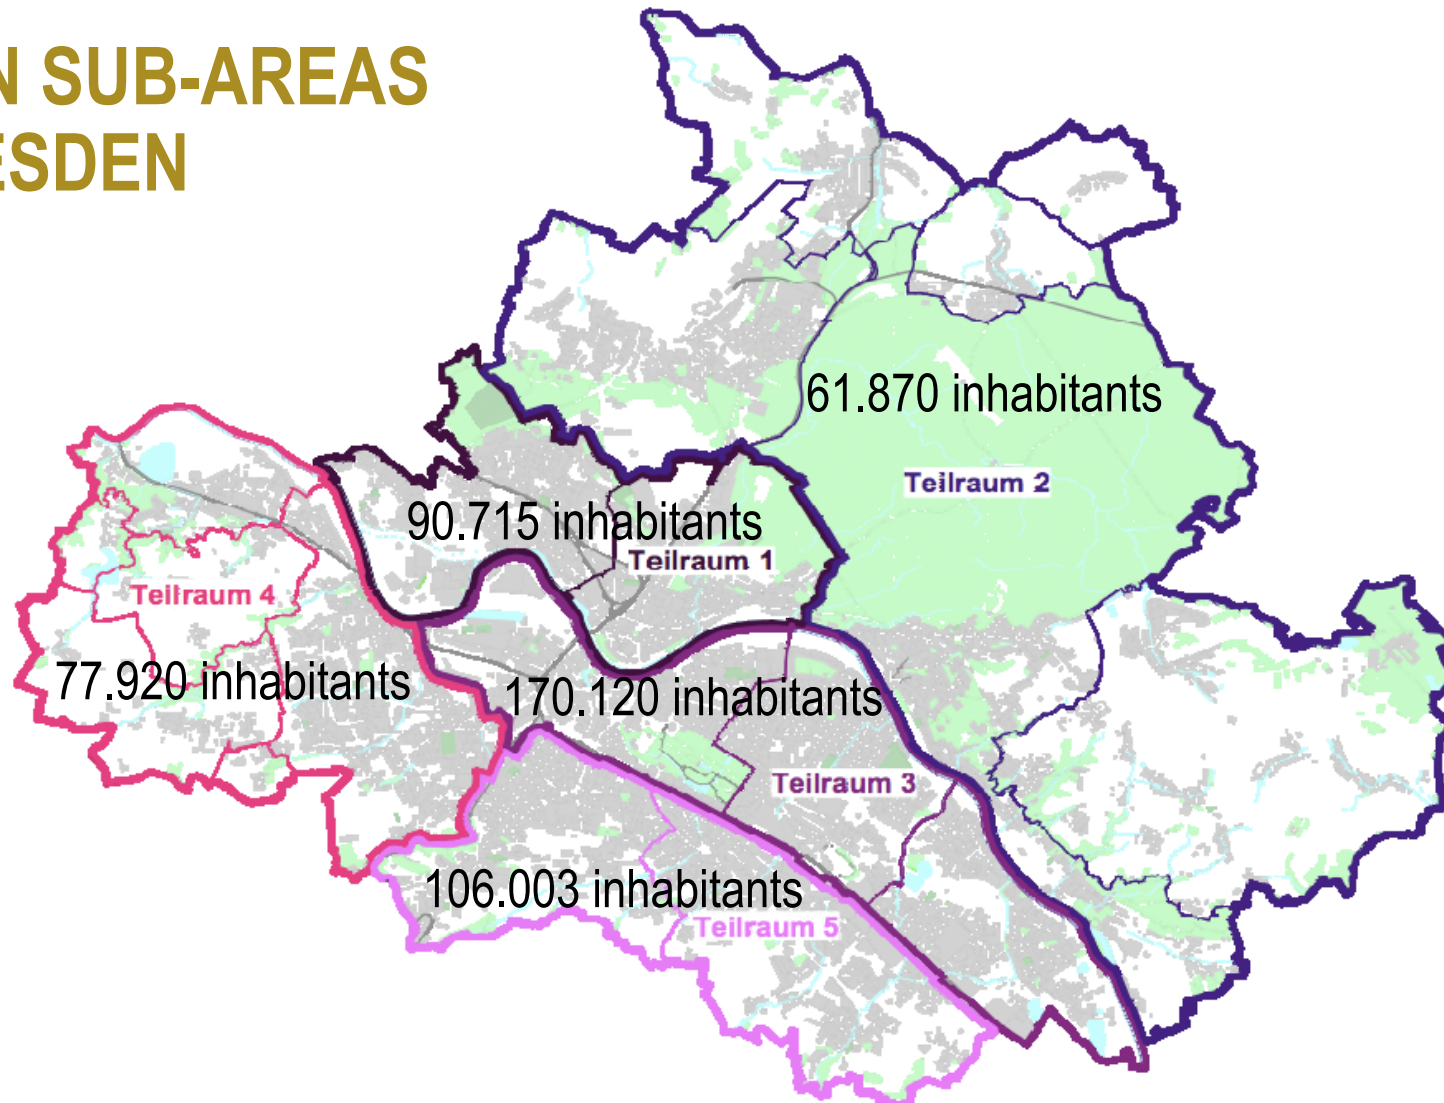 N SUB-AREAS
ESDEN
61.870 inhabitants
Teilraum 2
90.715 inhabitants
Teilraum 1
Teilraum 4
77.920 inhabitants
170.120 inhabitants
Teilraum 3
106.003 inhabitants
Teilraum 5